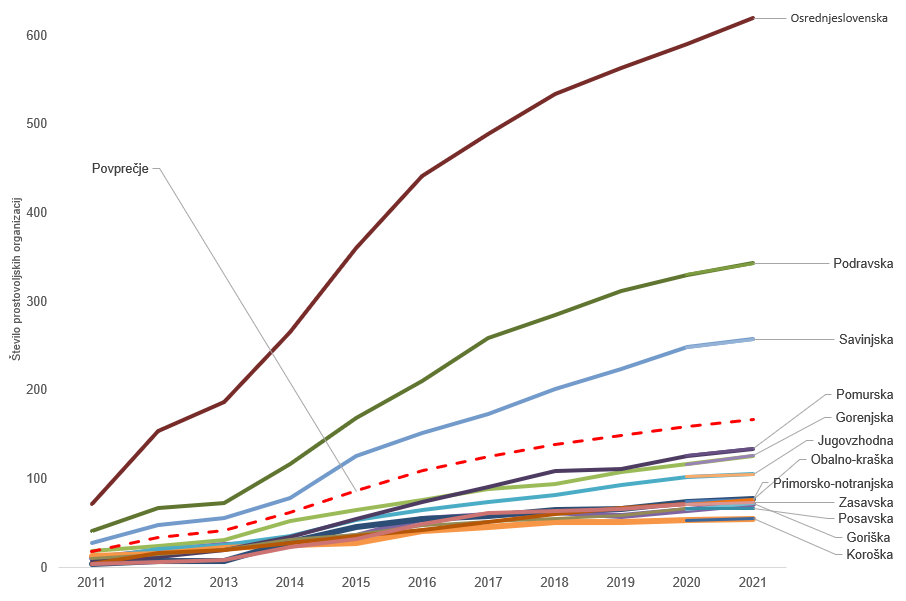 Število prostovoljskih organizacij
600
500
400
300
200
100
0
2011 2012 2013 2014 2015 2016 2017 2018 2019 2020 2021
Povprečje
Osrednjeslovenska
Podravska
Savinjska
Pomurska
Gorenjska
Jugovzhodna
Obalno-kraška
Primorsko-notranjska
Zasavska
Posavska
Goriška
Koroška